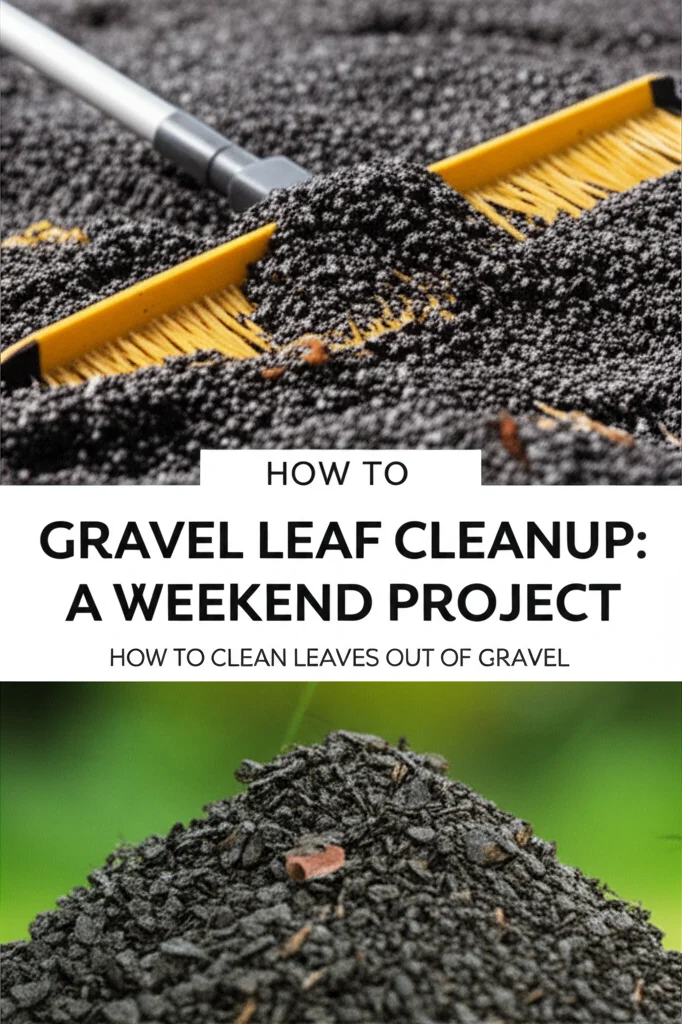 HOW TO
GRAVEL LEAF CLEANUP:
A WEEKEND PROJECT
HOW TO CLEAN LEAVES OUT OF GRAVEL